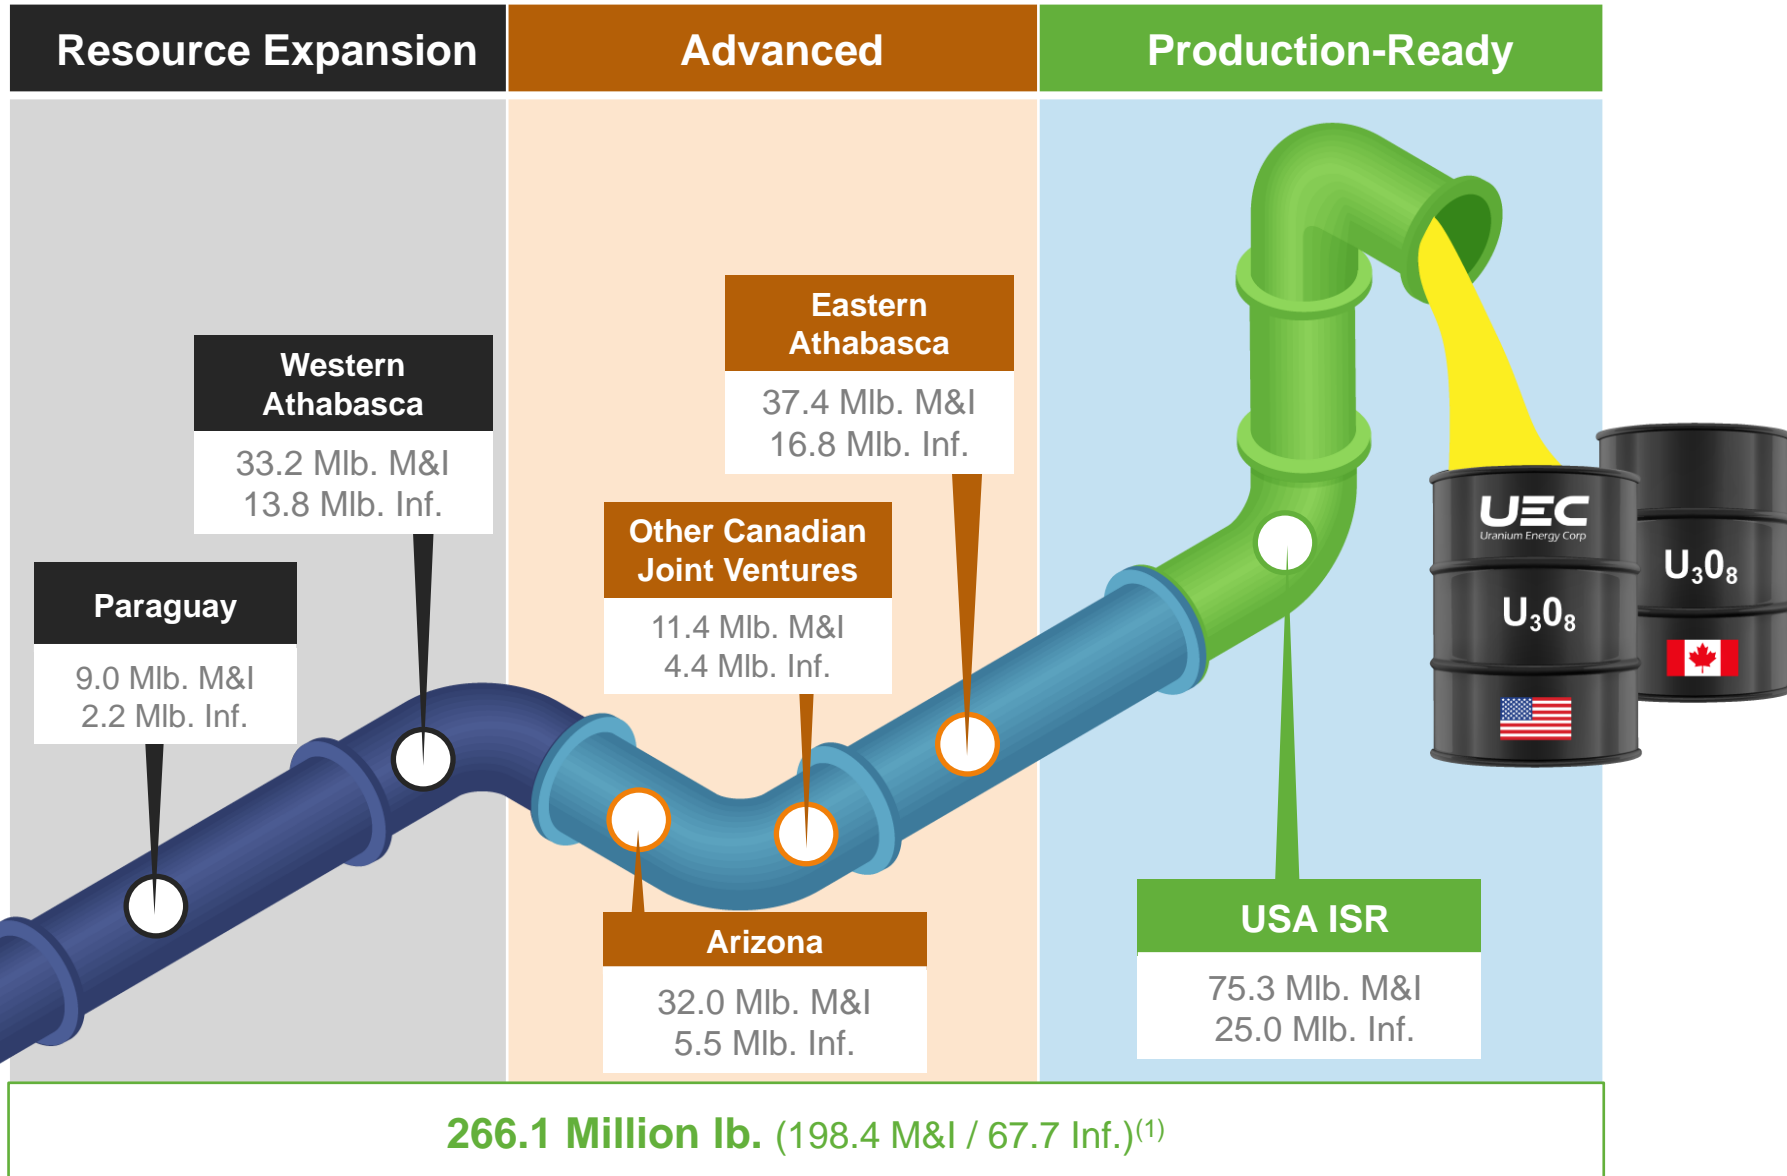 Resource Expansion
Advanced
Production-Ready
Western
Athabasca
33.2 Mlb. M&I
13.8 Mlb. Inf.
Paraguay
9.0 Mlb. M&I
2.2 Mlb. Inf.
Eastern
Athabasca
37.4 Mlb. M&I
16.8 Mlb. Inf.
Other Canadian
Joint Ventures
11.4 Mlb. M&I
4.4 Mlb. Inf.
Arizona
32.0 Mlb. M&I
5.5 Mlb. Inf.
USA ISR
75.3 Mlb. M&I
25.0 Mlb. Inf.
UEC
Uranium Energy Corp
U₃0₈
U₃0₈
266.1 Million lb. (198.4 M&I / 67.7 Inf.)⁽¹⁾